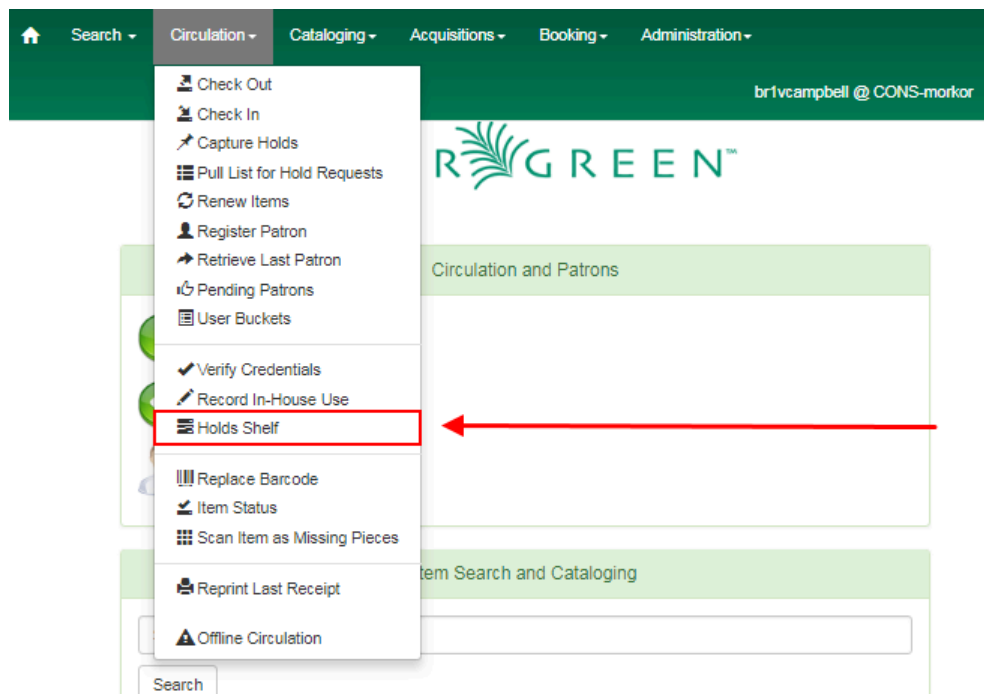 Search Circulation Cataloging Acquisitions Booking Administration
br1vcampbell @ CONS-morkor
Check Out
Check In
Capture Holds
Pull List for Hold Requests
Renew Items
Register Patron
Retrieve Last Patron
Pending Patrons
User Buckets
Verify Credentials
Record In-House Use
Holds Shelf
Replace Barcode
Item Status
Scan Item as Missing Pieces
Reprint Last Receipt
Offline Circulation
R GREEN™
Circulation and Patrons
tem Search and Cataloging
Search